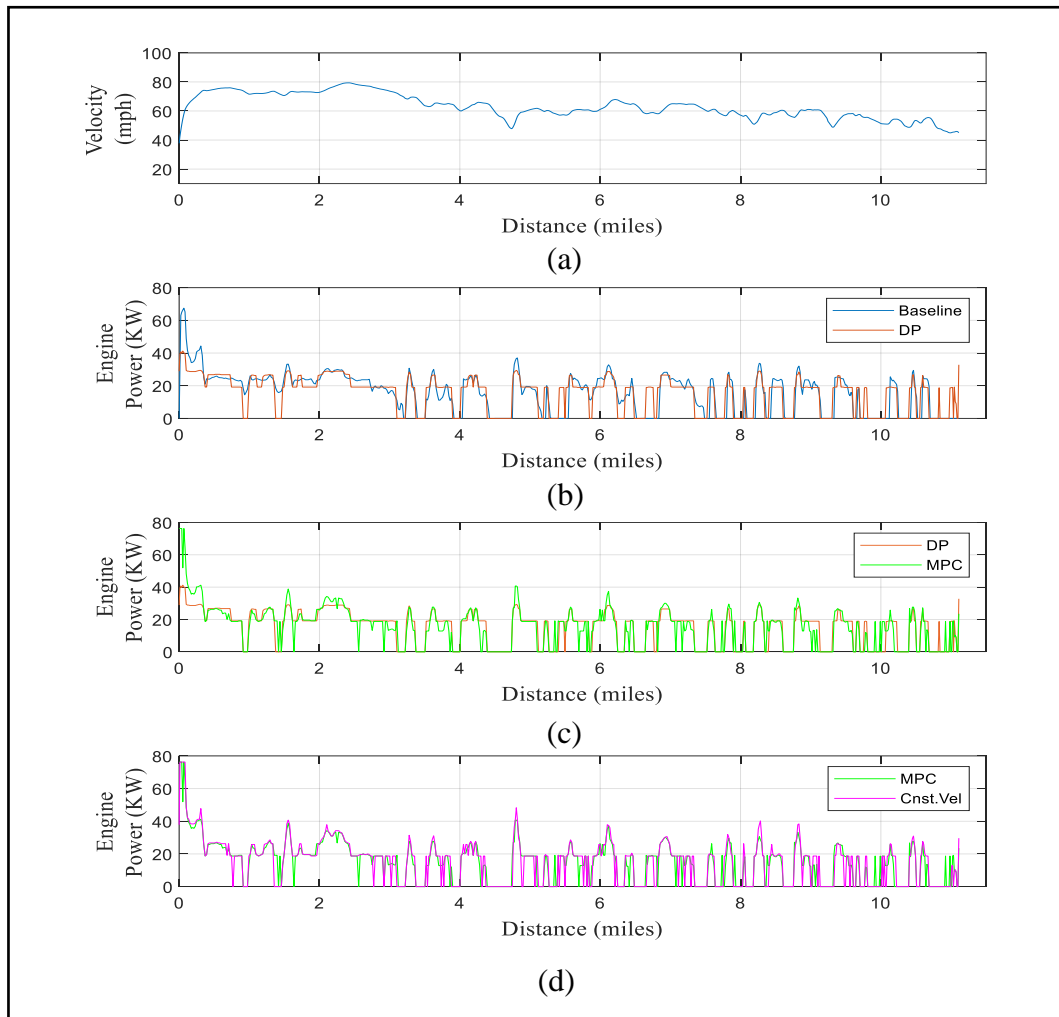 100
80
60
40
20
Velocity
(mph)
0 2 4 6 8 10
Distance (miles)
(a)
80
60
40
20
0
Engine
Power (KW)
Baseline
DP
0 2 4 6 8 10
Distance (miles)
(b)
80
60
40
20
0
Engine
Power (KW)
DP
MPC
0 2 4 6 8 10
Distance (miles)
(c)
80
60
40
20
0
Engine
Power (KW)
MPC
Cnst.Vel
0 2 4 6 8 10
Distance (miles)
(d)